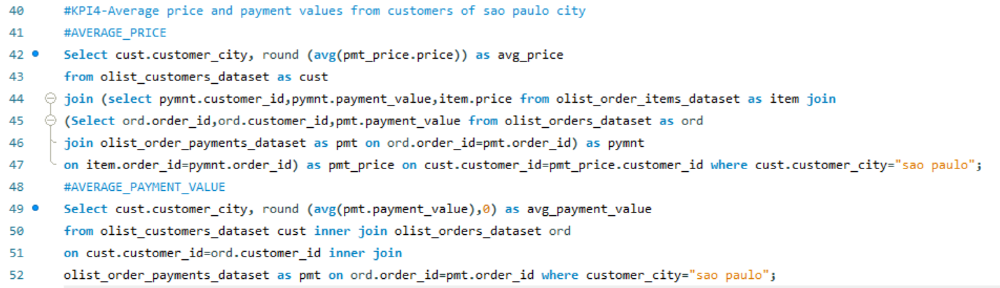 40 #KPI4-Average price and payment values from customers of sao paulo city
41 #AVERAGE_PRICE
42 Select cust.customer_city, round (avg(pmt_price.price)) as avg_price
43 from olist_customers_dataset as cust
44 join (select pymnt.customer_id,pymnt.payment_value,item.price from olist_order_items_dataset as item join
45 (Select ord.order_id,ord.customer_id,pmt.payment_value from olist_orders_dataset as ord
46 join olist_order_payments_dataset as pmt on ord.order_id=pmt.order_id) as pymnt
47 on item.order_id=pymnt.order_id) as pmt_price on cust.customer_id=pmt_price.customer_id where cust.customer_city="sao paulo";
48 #AVERAGE_PAYMENT_VALUE
49 Select cust.customer_city, round (avg(pmt.payment_value),0) as avg_payment_value
50 from olist_customers_dataset cust inner join olist_orders_dataset ord
51 on cust.customer_id=ord.customer_id inner join
52 olist_order_payments_dataset as pmt on ord.order_id=pmt.order_id where customer_city="sao paulo";